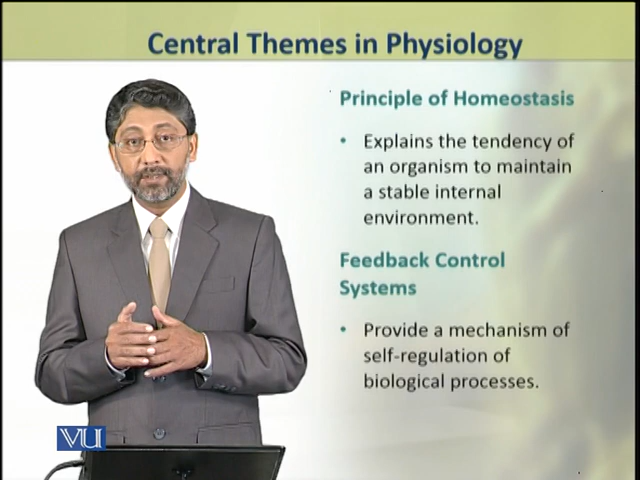 Central Themes in Physiology
Principle of Homeostasis
• Explains the tendency of
an organism to maintain
a stable internal
environment.
Feedback Control
Systems
• Provide a mechanism of
self-regulation of
biological processes.
VU